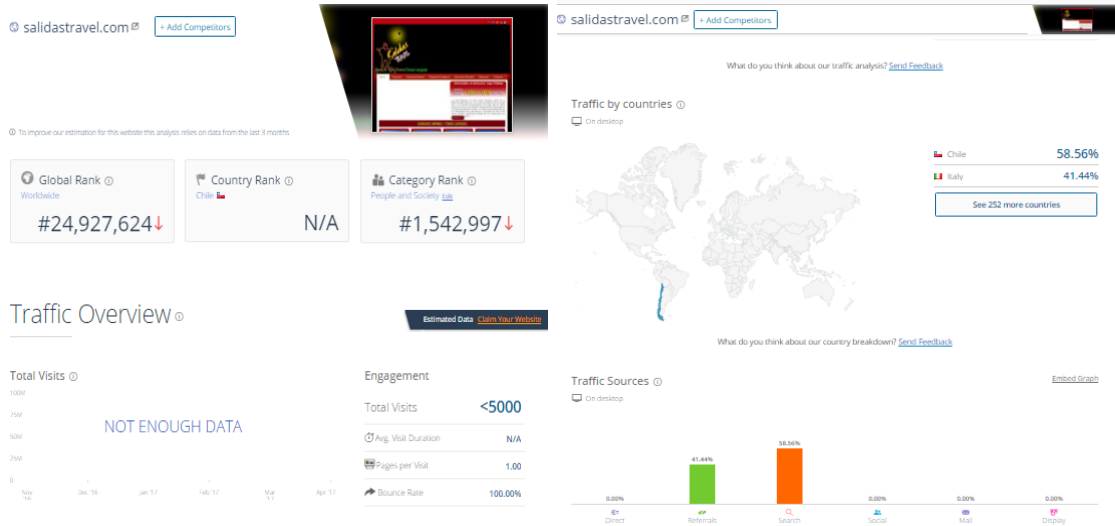 salidastravel.com
+ Add Competitors
To improve our estimation for this website this analysis relies on data from the last 3 months
Global Rank
Worldwide
#24,927,624
Country Rank
Chile
N/A
Category Rank
People and Society Edit
#1,542,997
Traffic Overview
Estimated Data Claim Your Website
Total Visits
100M
75M
50M
25M
0
NOT ENOUGH DATA
Nov '16
Dec '16
Jan '17
Feb '17
Mar '17
Apr '17
Engagement
Total Visits <5000
Avg. Visit Duration N/A
Pages per Visit 1.00
Bounce Rate 100.00%
salidastravel.com
+ Add Competitors
What do you think about our traffic analysis? Send Feedback
Traffic by countries
On desktop
Chile 58.56%
Italy 41.44%
See 252 more countries
What do you think about our country breakdown? Send Feedback
Traffic Sources
Embed Graph
On desktop
0.00%
41.44%
58.56%
0.00%
0.00%
0.00%
Direct
Referrals
Search
Social
Mail
Display